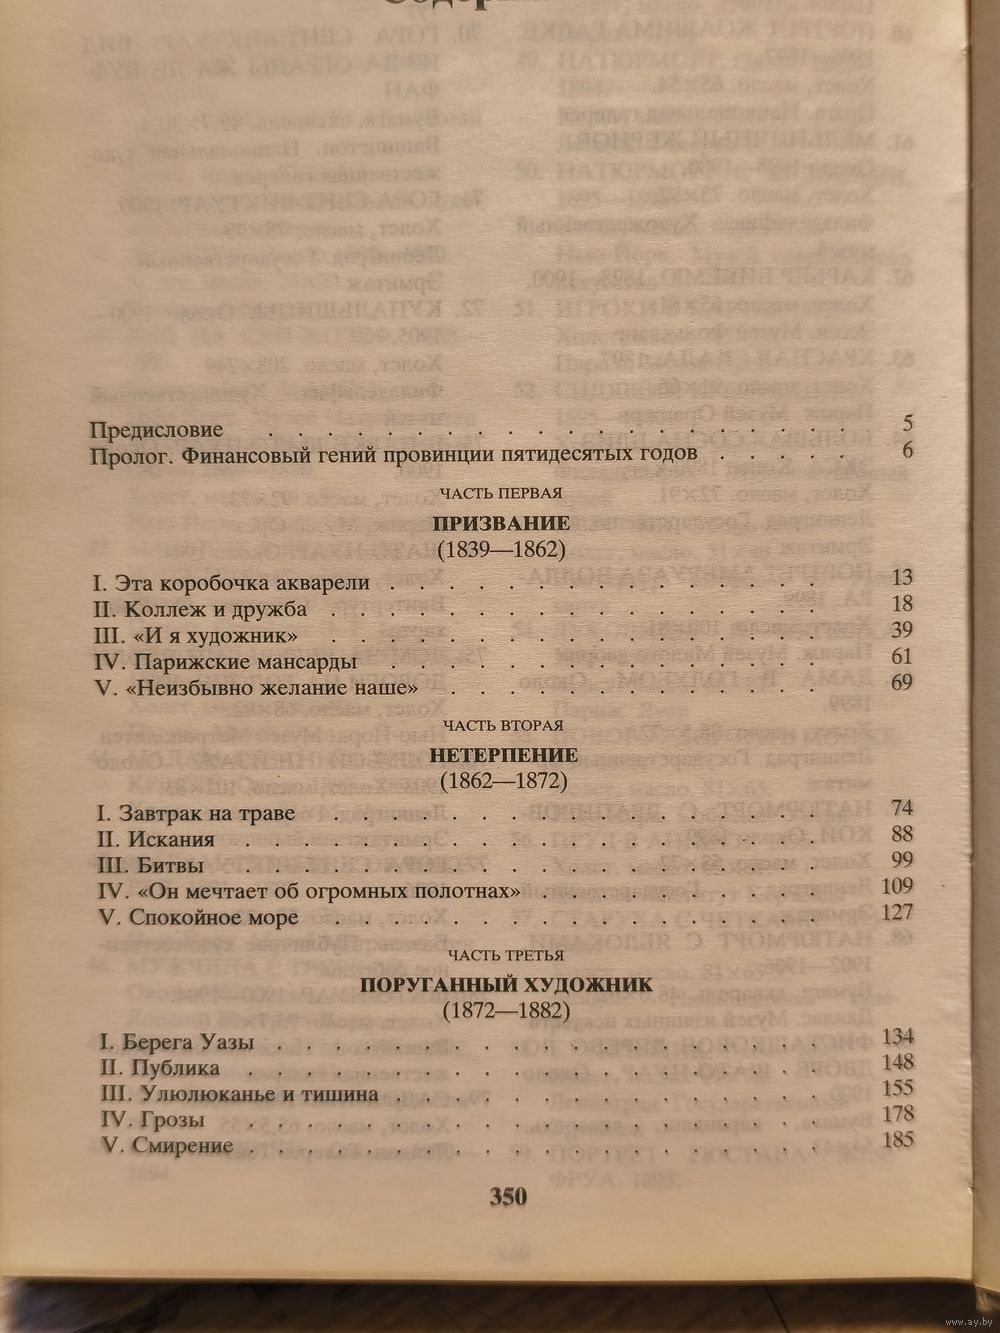 Предисловие . . . . . . . . . . . . . . . . . . . . 5
Пролог. Финансовый гений провинции пятидесятых годов . . . . . 6
ЧАСТЬ ПЕРВАЯ
ПРИЗВАНИЕ
(1839—1862)
I. Эта коробочка акварели . . . . . . . . . . . . . . 13
II. Коллеж и дружба . . . . . . . . . . . . . . . . 18
III. «И я художник» . . . . . . . . . . . . . . . . 39
IV. Парижские мансарды . . . . . . . . . . . . . . 61
V. «Неизбывно желание наше» . . . . . . . . . . . . 69
ЧАСТЬ ВТОРАЯ
НЕТЕРПЕНИЕ
(1862—1872)
I. Завтрак на траве . . . . . . . . . . . . . . . . 74
II. Искания . . . . . . . . . . . . . . . . . . . 88
III. Битвы . . . . . . . . . . . . . . . . . . . 99
IV. «Он мечтает об огромных полотнах» . . . . . . . . . 109
V. Спокойное море . . . . . . . . . . . . . . . . 127
ЧАСТЬ ТРЕТЬЯ
ПОРУГАННЫЙ ХУДОЖНИК
(1872—1882)
I. Берега Уазы . . . . . . . . . . . . . . . . . . 134
II. Публика . . . . . . . . . . . . . . . . . . . 148
III. Улюлюканье и тишина . . . . . . . . . . . . . . 155
IV. Грозы . . . . . . . . . . . . . . . . . . . 178
V. Смирение . . . . . . . . . . . . . . . . . . . 185
350
www.ay.by